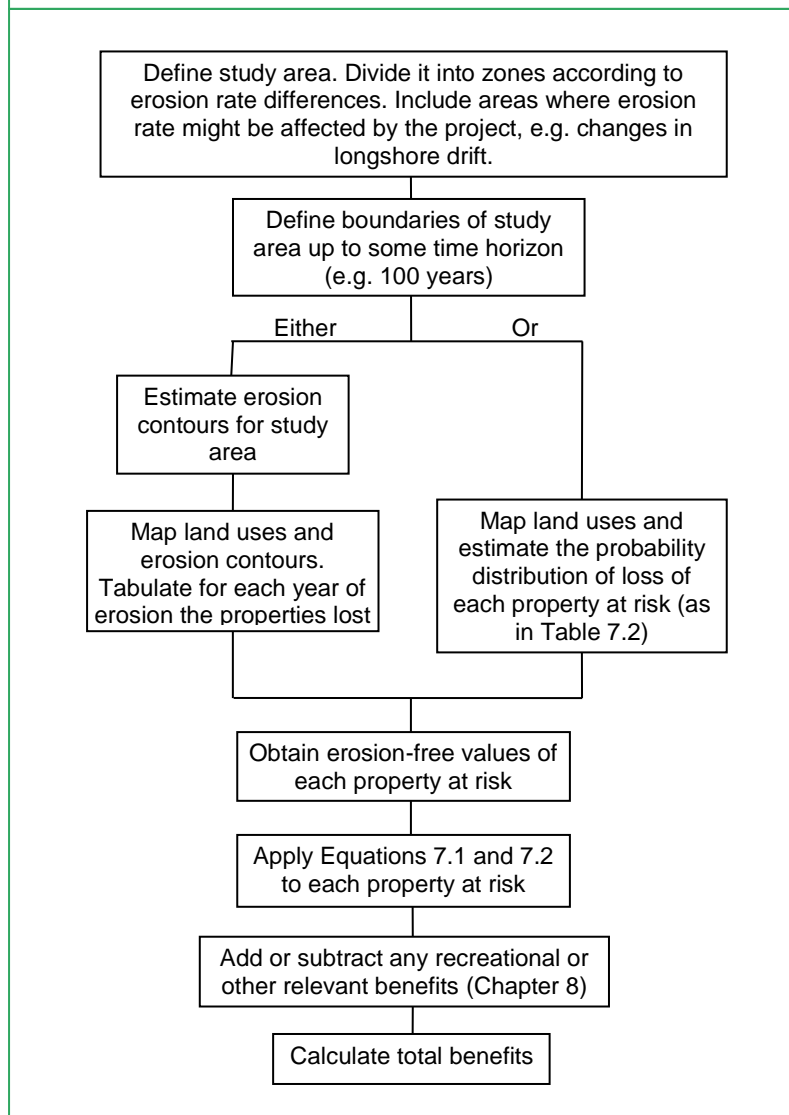 Define study area. Divide it into zones according to
erosion rate differences. Include areas where erosion
rate might be affected by the project, e.g. changes in
longshore drift.
Define boundaries of study
area up to some time horizon
(e.g. 100 years)
Either
Or
Estimate erosion
contours for study
area
Map land uses and
erosion contours.
Tabulate for each year of
erosion the properties lost
Map land uses and
estimate the probability
distribution of loss of
each property at risk (as
in Table 7.2)
Obtain erosion-free values of
each property at risk
Apply Equations 7.1 and 7.2
to each property at risk
Add or subtract any recreational or
other relevant benefits (Chapter 8)
Calculate total benefits